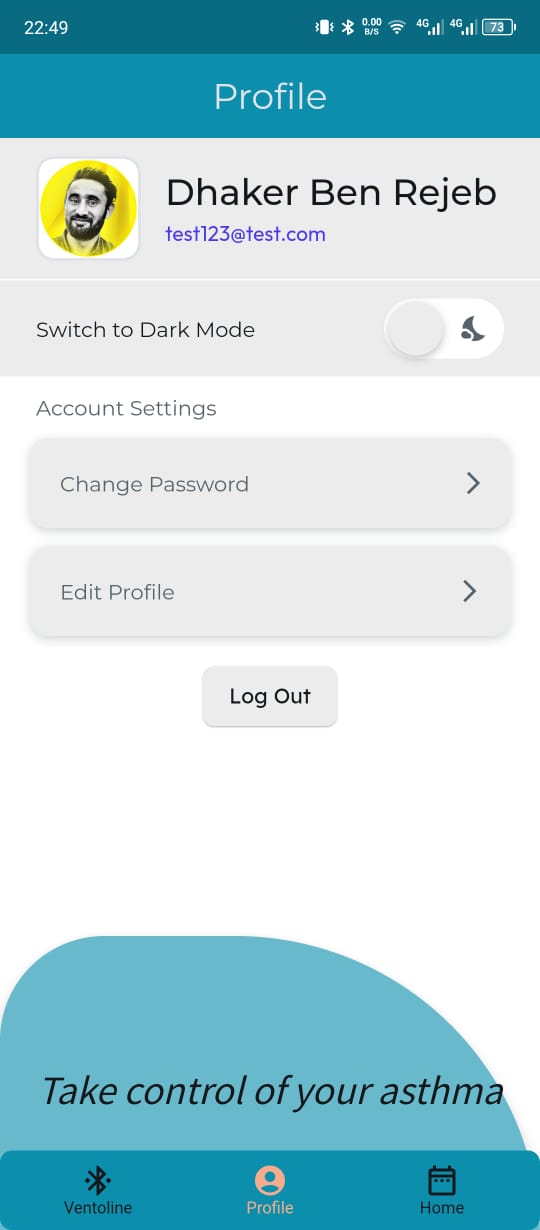 22:49
0.00
B/S
4G
4G
73
Profile
Dhaker Ben Rejeb
test123@test.com
Switch to Dark Mode
Account Settings
Change Password
Edit Profile
Log Out
Take control of your asthma
Ventoline
Profile
Home